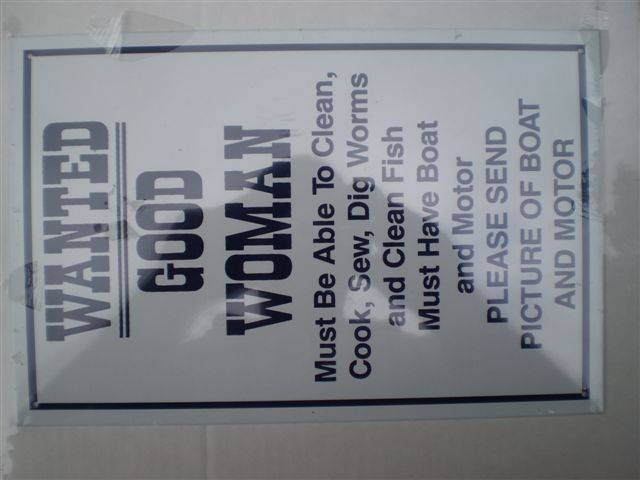 WANTED
GOOD
WOMAN
Must Be Able To Clean,
Cook, Sew, Dig Worms
and Clean Fish
Must Have Boat
and Motor
PLEASE SEND
PICTURE OF BOAT
AND MOTOR